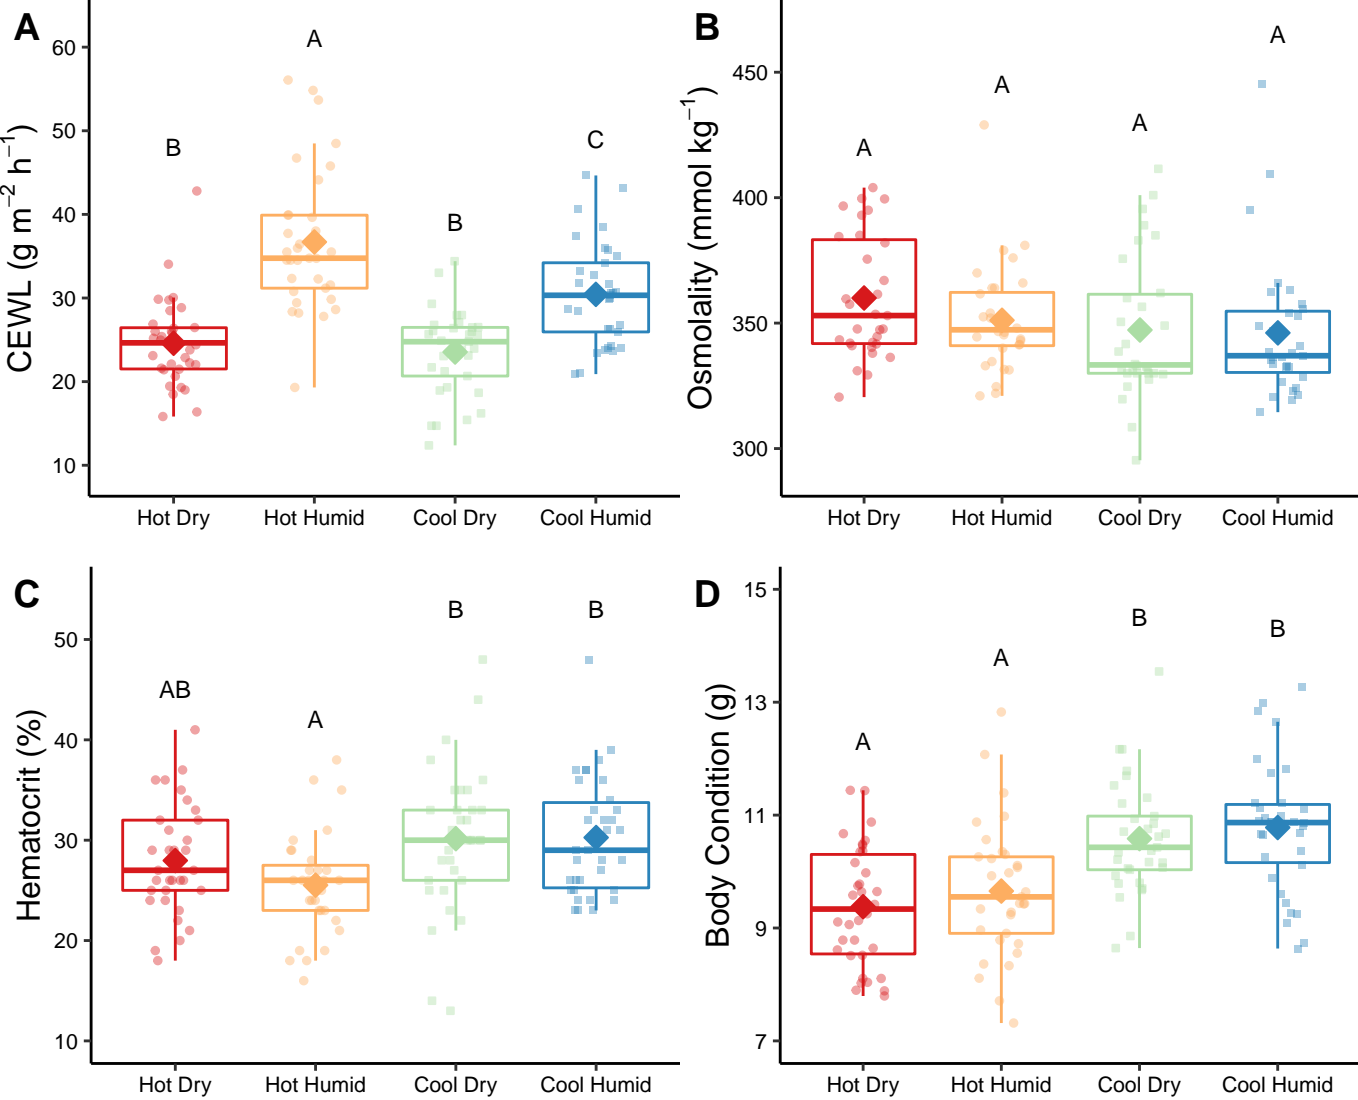 A
CEWL (g m−2 h−1)
60
50
40
30
20
10
B
A
B
C
Hot Dry
Hot Humid
Cool Dry
Cool Humid
B
Osmolality (mmol kg−1)
450
400
350
300
A
A
A
A
Hot Dry
Hot Humid
Cool Dry
Cool Humid
C
Hematocrit (%)
50
40
30
20
10
AB
A
B
B
Hot Dry
Hot Humid
Cool Dry
Cool Humid
D
Body Condition (g)
15
13
11
9
7
A
A
B
B
Hot Dry
Hot Humid
Cool Dry
Cool Humid